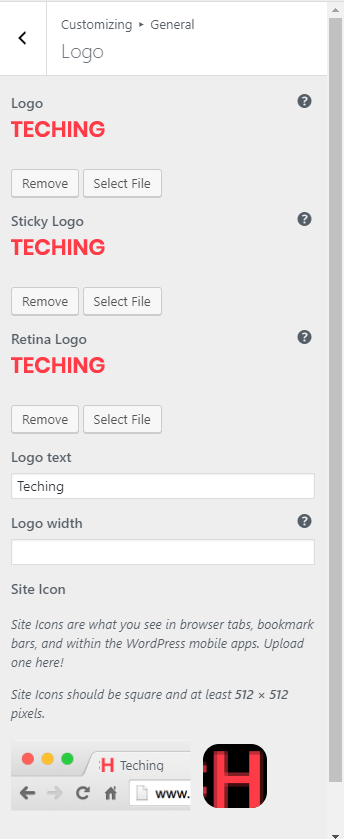 Customizing ▸ General
Logo
Logo
TECHING
Remove Select File
Sticky Logo
TECHING
Remove Select File
Retina Logo
TECHING
Remove Select File
Logo text
Teching
Logo width
Site Icon
Site Icons are what you see in browser tabs, bookmark
bars, and within the WordPress mobile apps. Upload
one here!
Site Icons should be square and at least 512 × 512
pixels.
H Teching
www.
H